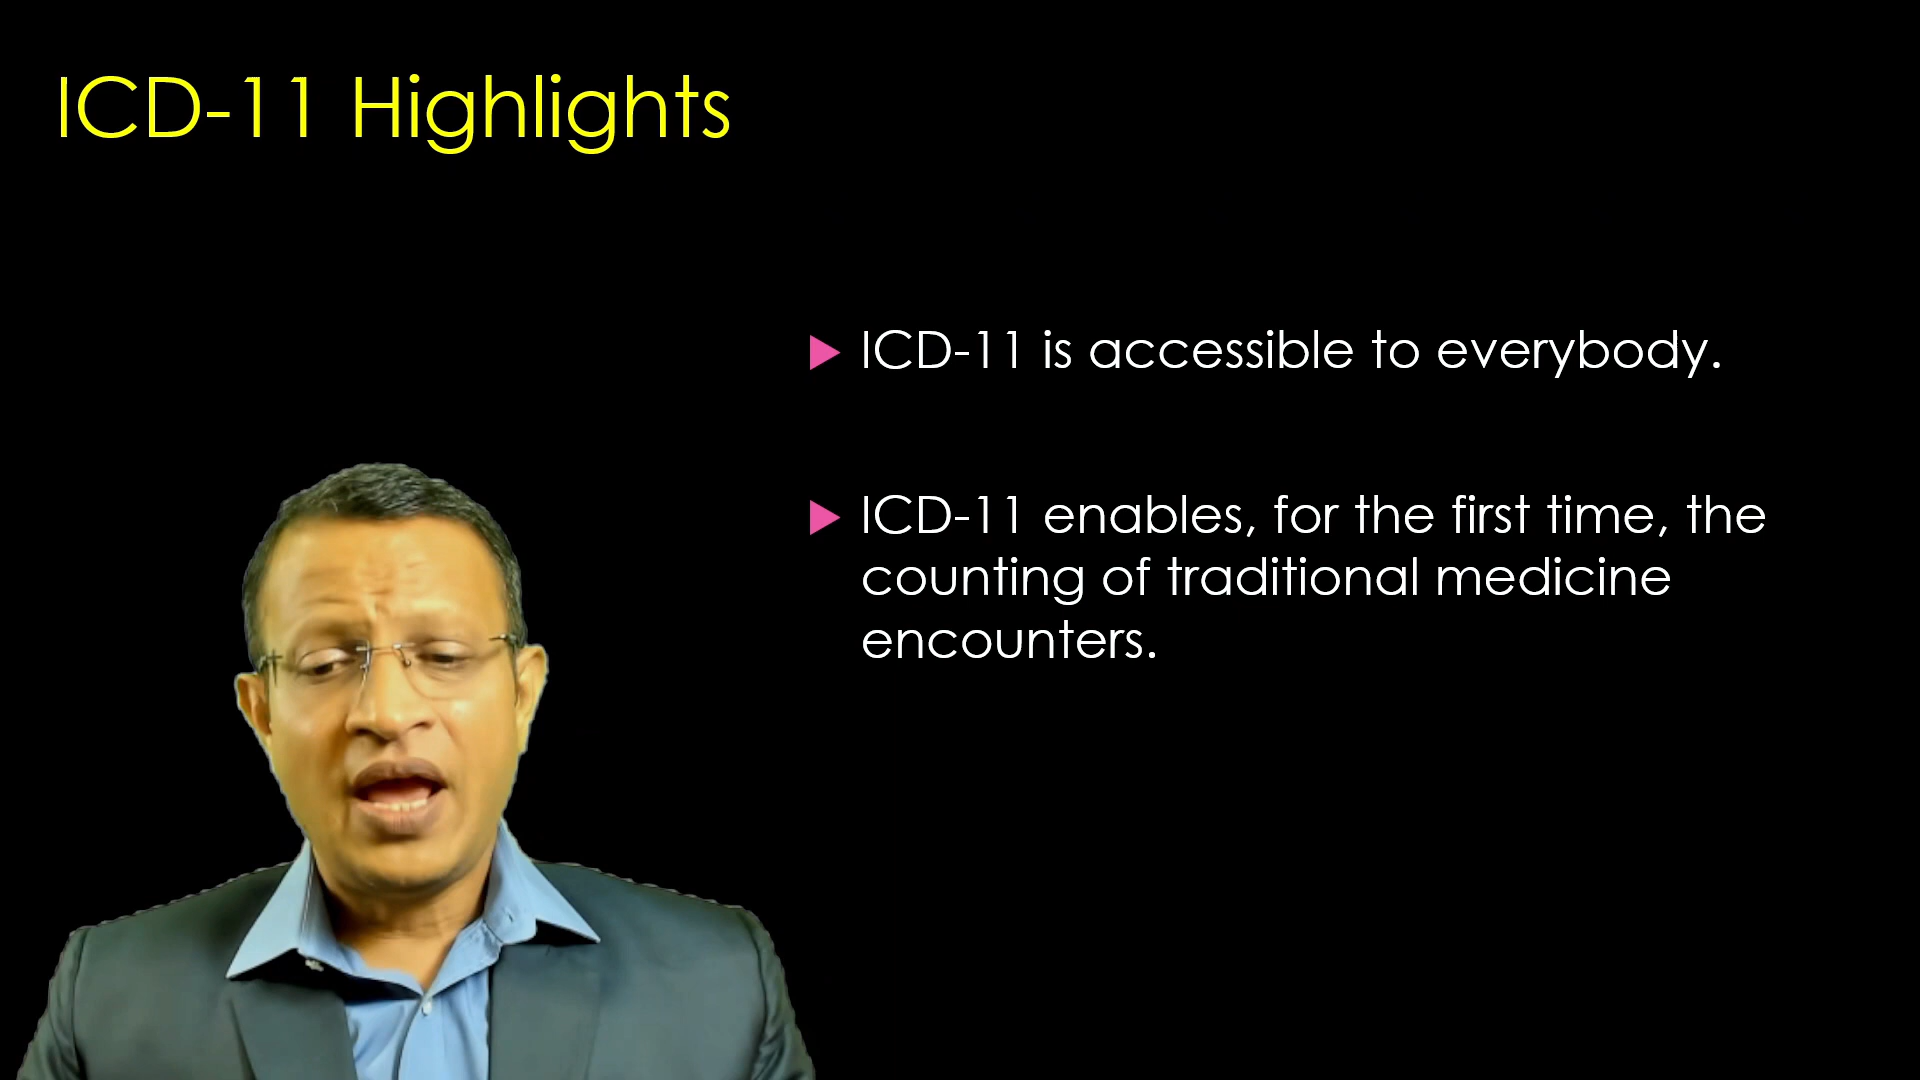 ICD-11 Highlights
ICD-11 is accessible to everybody.
ICD-11 enables, for the first time, the
counting of traditional medicine
encounters.